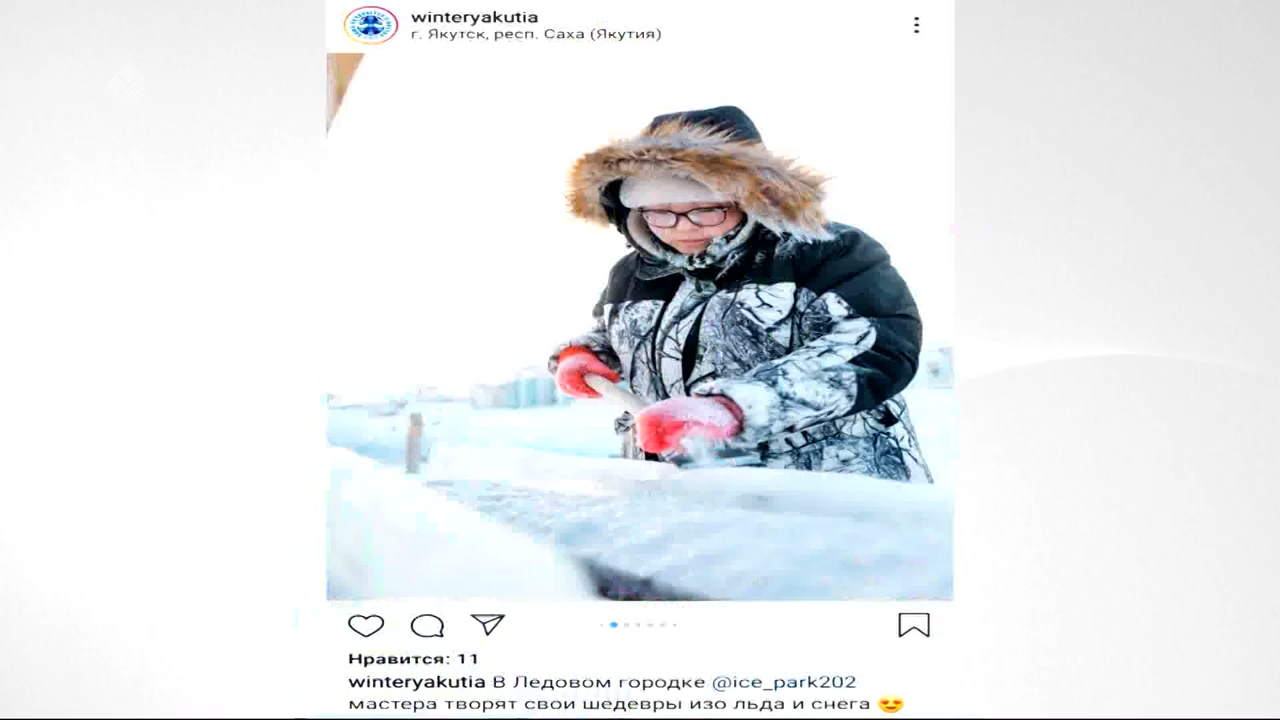 winteryakutia
г. Якутск, респ. Саха (Якутия)
Нравится: 11
winteryakutia В Ледовом городке @ice_park202
мастера творят свои шедевры изо льда и снега 😍